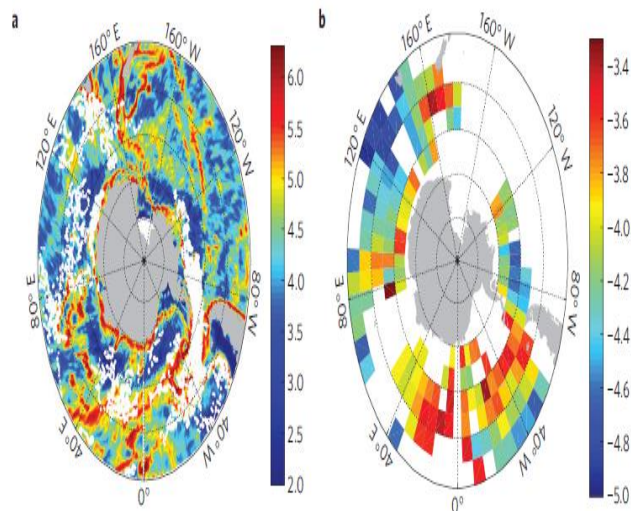 a
160° E
160° W
120° E
120° W
80° E
80° W
40° E
40° W
0°
6.0
5.5
5.0
4.5
4.0
3.5
3.0
2.5
2.0
b
160° E
160° W
120° E
120° W
80° E
80° W
40° E
40° W
0°
−3.4
−3.6
−3.8
−4.0
−4.2
−4.4
−4.6
−4.8
−5.0